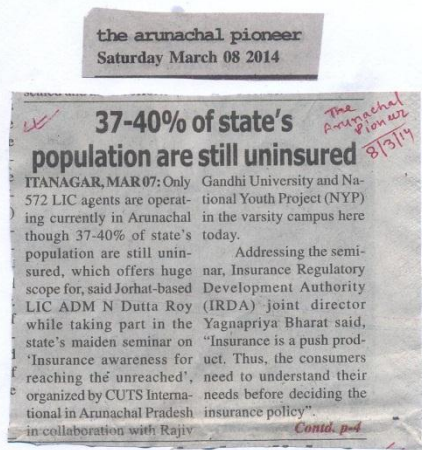 the arunachal pioneer
Saturday March 08 2014
37-40% of state's
population are still uninsured
The
Arunachal
Pioneer
8/3/14
ITANAGAR, MAR07: Only
572 LIC agents are operat-
ing currently in Arunachal
though 37-40% of state's
population are still unin-
sured, which offers huge
scope for, said Jorhat-based
LIC ADM N Dutta Roy
while taking part in the
state's maiden seminar on
'Insurance awareness for
reaching the unreached',
organized by CUTS Interna-
tional in Arunachal Pradesh
in collaboration with Rajiv
Gandhi University and Na-
tional Youth Project (NYP)
in the varsity campus here
today.
Addressing the semi-
nar, Insurance Regulatory
Development Authority
(IRDA) joint director
Yagnapriya Bharat said,
"Insurance is a push prod-
uct. Thus, the consumers
need to understand their
needs before deciding the
insurance policy".
Contd. p-4